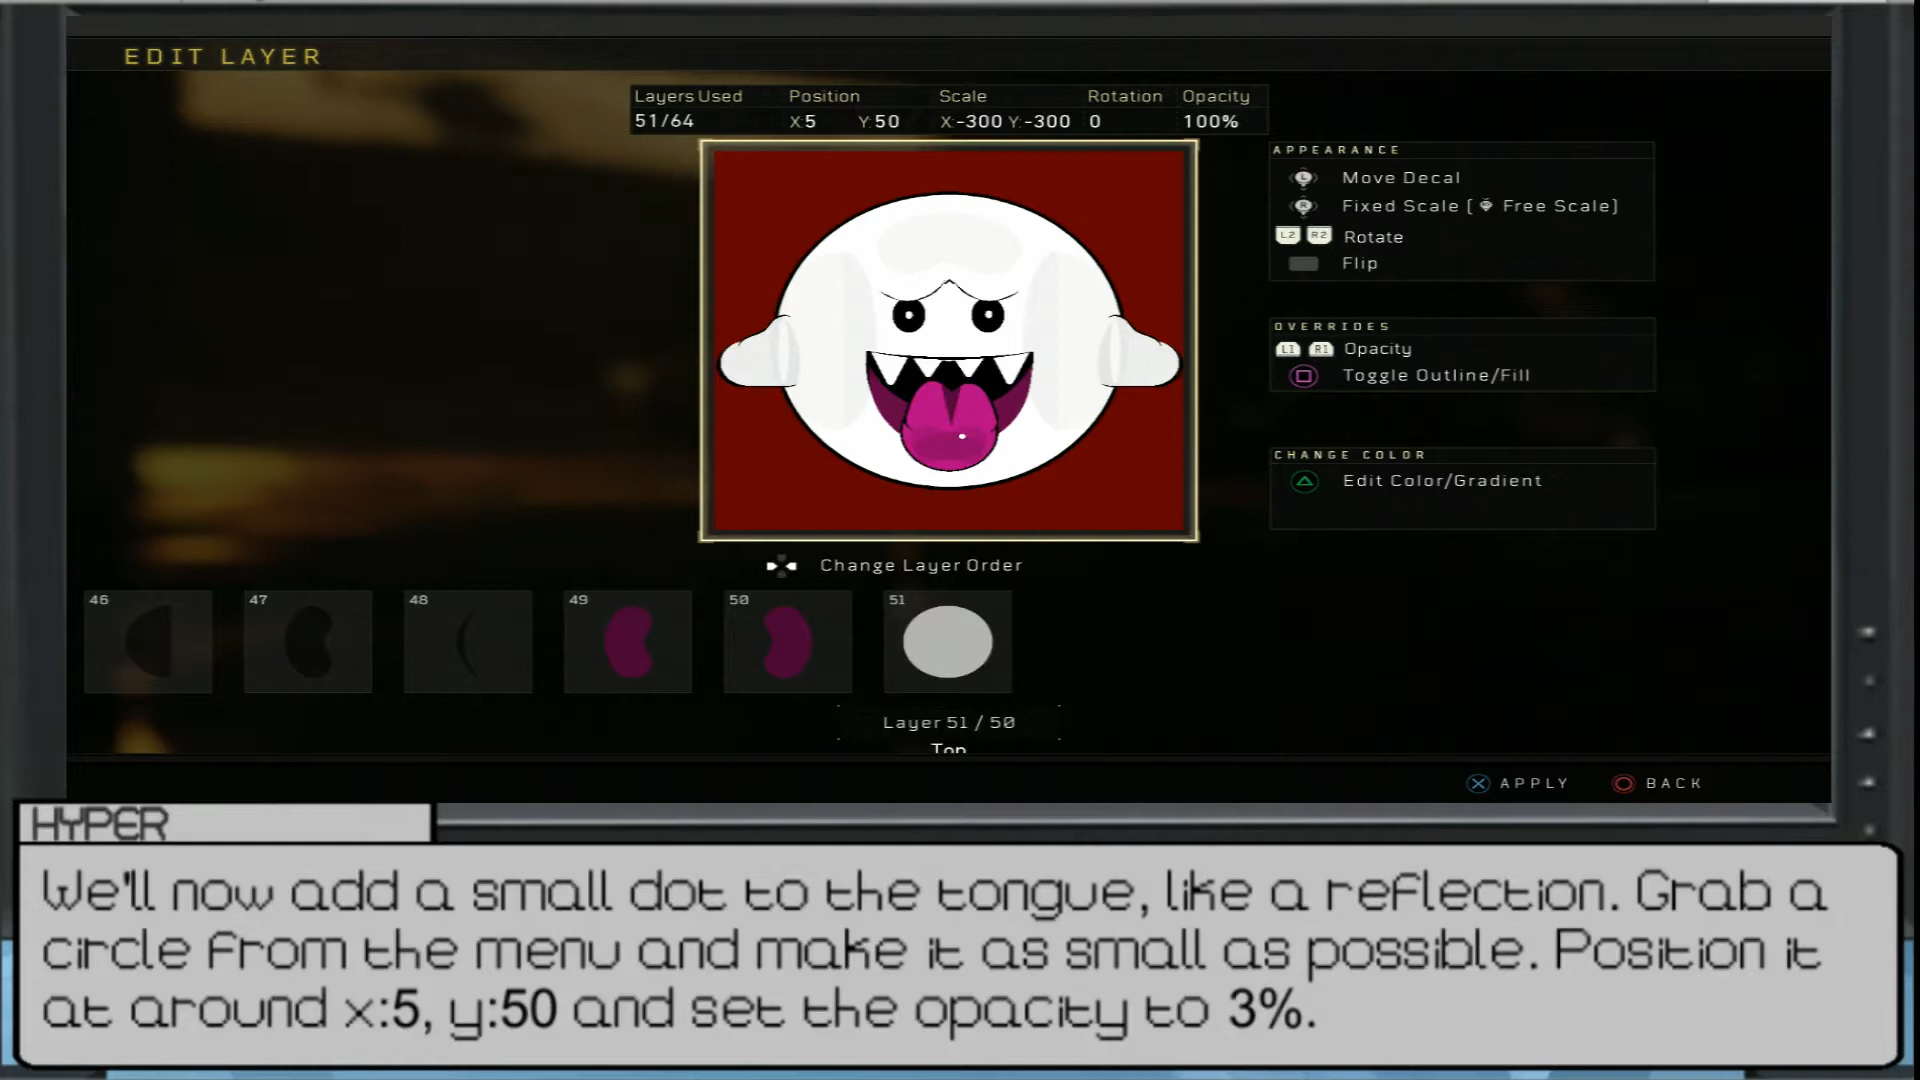 EDIT LAYER
Layers Used Position Scale Rotation Opacity
51/64 X:5 Y:50 X:-300 Y:-300 0 100%
APPEARANCE
L Move Decal
R Fixed Scale ( Free Scale)
L2 R2 Rotate
Flip
OVERRIDES
L1 R1 Opacity
Toggle Outline/Fill
CHANGE COLOR
Edit Color/Gradient
Change Layer Order
46 47 48 49 50 51
Layer 51 / 50
Top
APPLY BACK
HYPER
We'll now add a small dot to the tongue, like a reflection. Grab a
circle from the menu and make it as small as possible. Position it
at around x:5, y:50 and set the opacity to 3%.